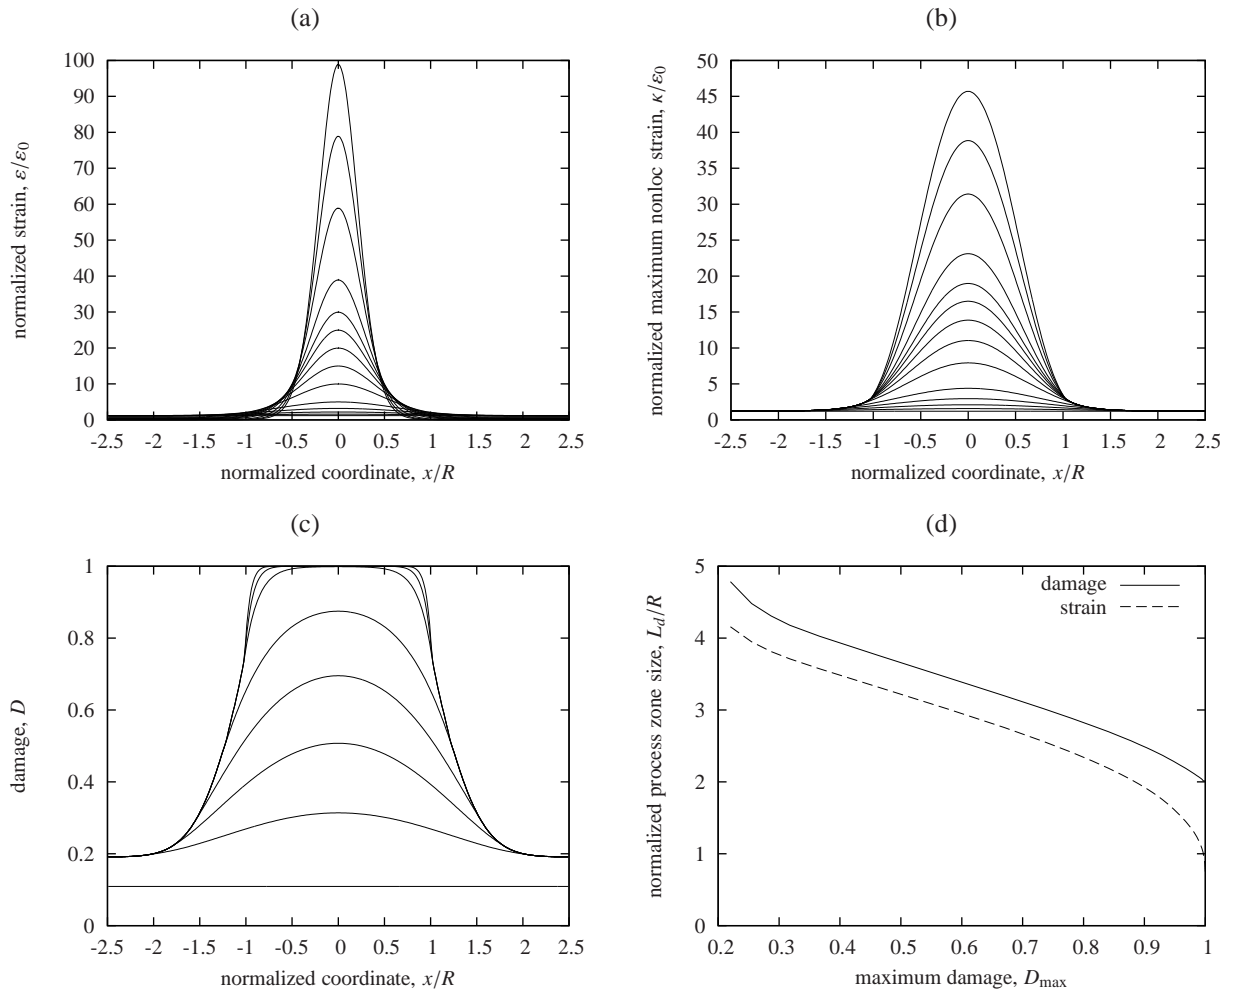 (a)
normalized strain, ε/ε0
100
90
80
70
60
50
40
30
20
10
0
-2.5 -2 -1.5 -1 -0.5 0 0.5 1 1.5 2 2.5
normalized coordinate, x/R
(b)
normalized maximum nonloc strain, κ/ε0
50
45
40
35
30
25
20
15
10
5
0
-2.5 -2 -1.5 -1 -0.5 0 0.5 1 1.5 2 2.5
normalized coordinate, x/R
(c)
damage, D
1
0.8
0.6
0.4
0.2
0
-2.5 -2 -1.5 -1 -0.5 0 0.5 1 1.5 2 2.5
normalized coordinate, x/R
(d)
normalized process zone size, Ld/R
5
4
3
2
1
0
damage
strain
0.2 0.3 0.4 0.5 0.6 0.7 0.8 0.9 1
maximum damage, Dmax